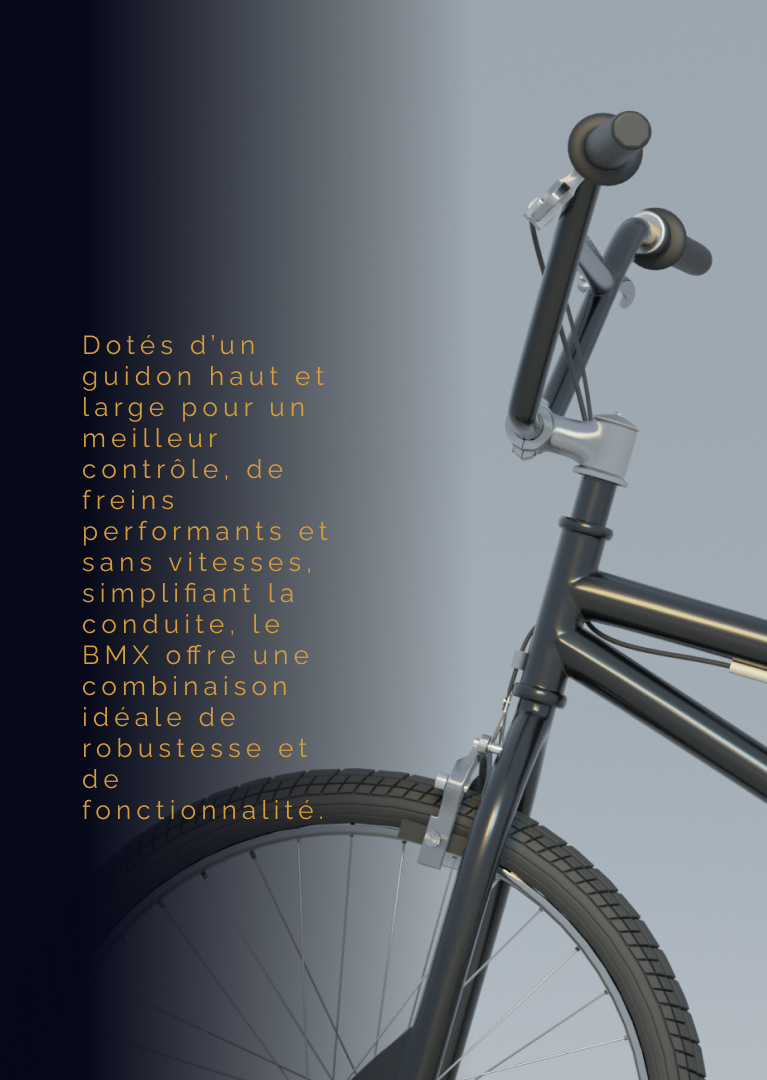 Dotés d’un
guidon haut et
large pour un
meilleur
contrôle, de
freins
performants et
sans vitesses,
simplifiant la
conduite, le
BMX offre une
combinaison
idéale de
robustesse et
de
fonctionnalité.